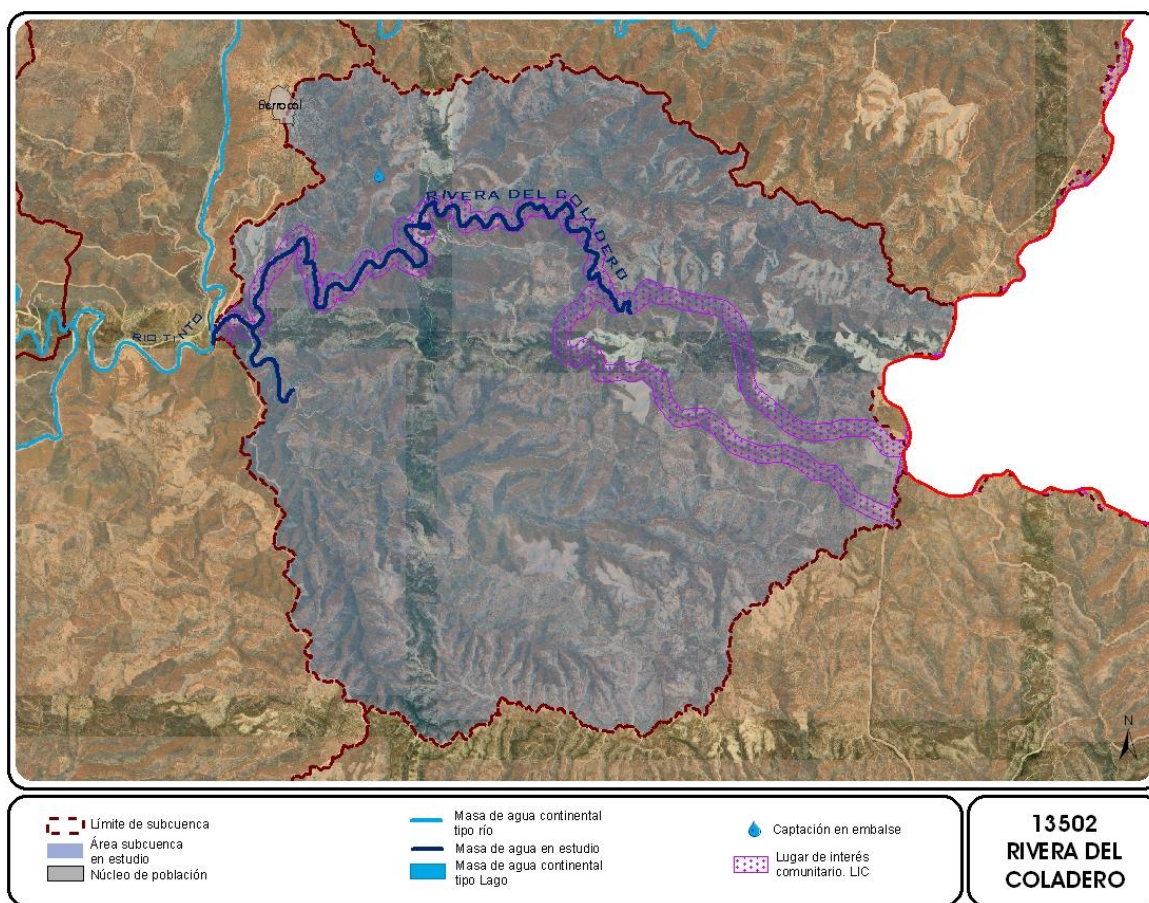 Berrocal
RIVERA DEL COLADERO
RIO TINTO
N
Límite de subcuenca
Área subcuenca
en estudio
Núcleo de población
Masa de agua continental
tipo río
Masa de agua en estudio
Masa de agua continental
tipo Lago
Captación en embalse
Lugar de interés
comunitario. LIC
13502
RIVERA DEL
COLADERO